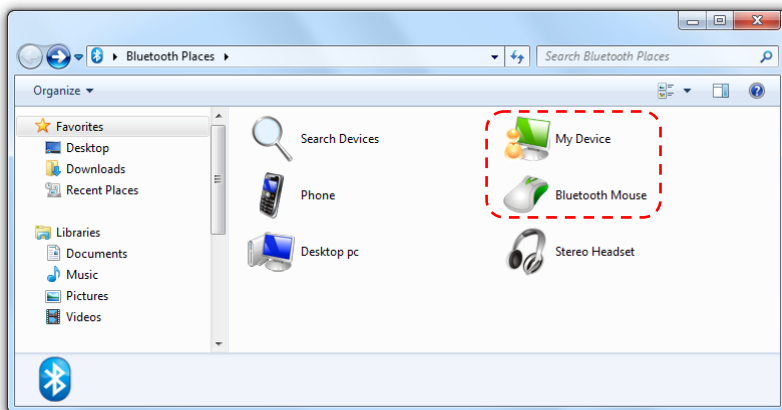 Bluetooth Places
Search Bluetooth Places
Organize
Favorites
Desktop
Downloads
Recent Places
Libraries
Documents
Music
Pictures
Videos
Search Devices
My Device
Phone
Bluetooth Mouse
Desktop pc
Stereo Headset